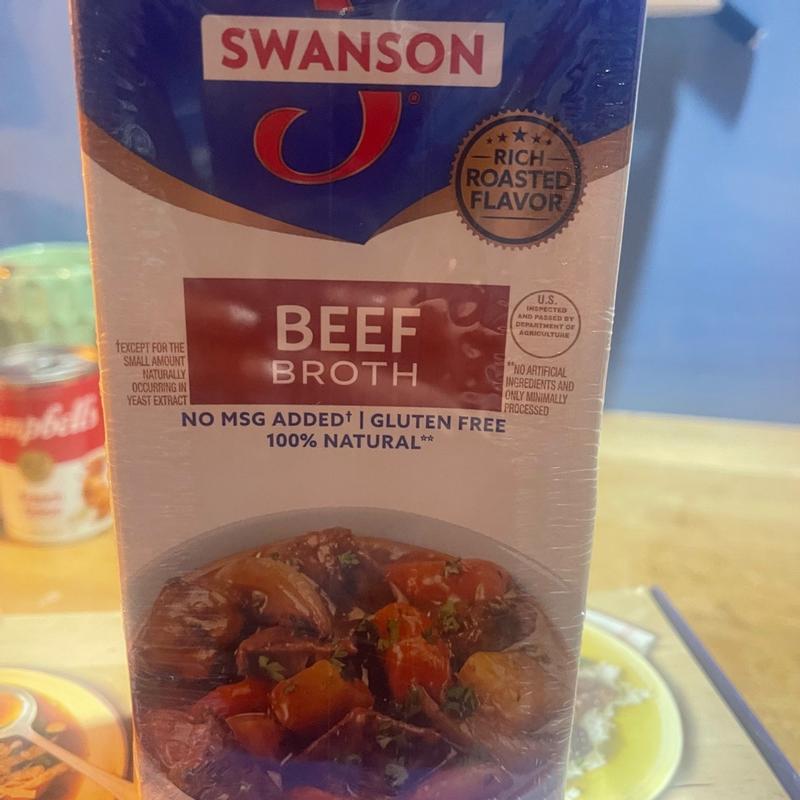 SWANSON
®
RICH
ROASTED
FLAVOR
BEEF
BROTH
U.S.
INSPECTED
AND PASSED BY
DEPARTMENT OF
AGRICULTURE
†EXCEPT FOR THE
SMALL AMOUNT
NATURALLY
OCCURRING IN
YEAST EXTRACT
**NO ARTIFICIAL
INGREDIENTS AND
ONLY MINIMALLY
PROCESSED
NO MSG ADDED† | GLUTEN FREE
100% NATURAL**
mpbell's